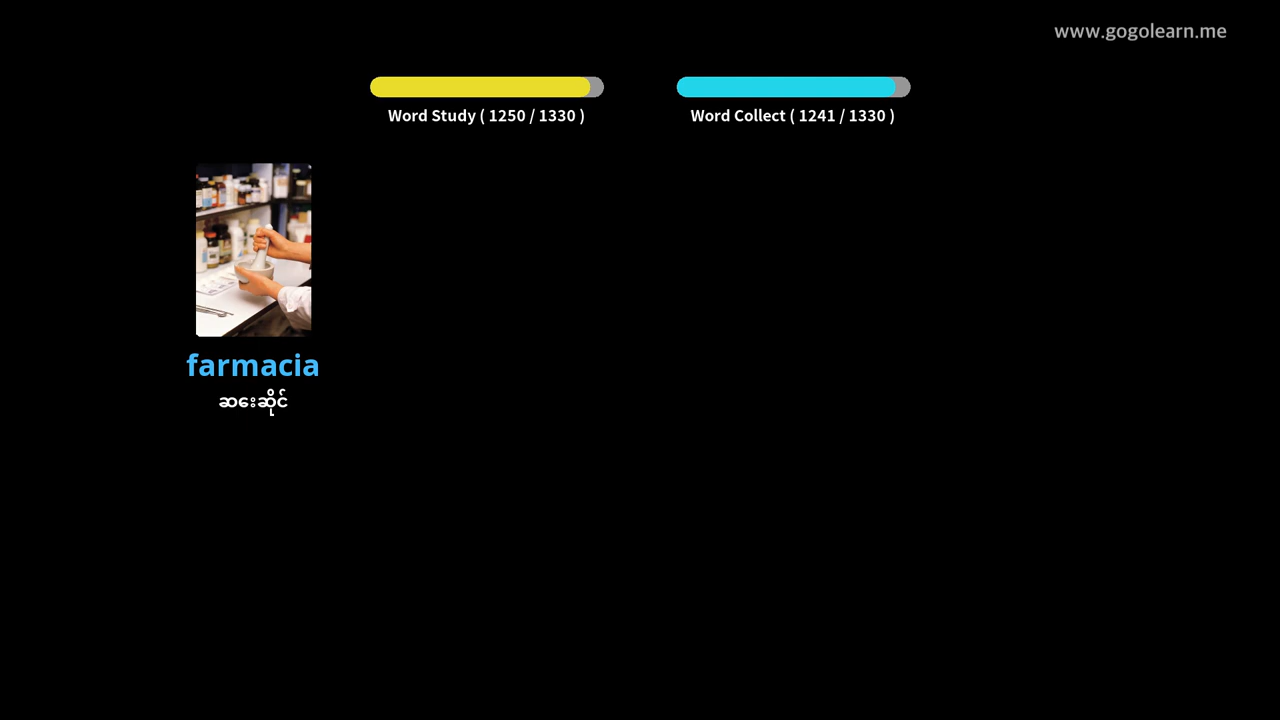 www.gogolearn.me
Word Study ( 1250 / 1330 )
Word Collect ( 1241 / 1330 )
farmacia
ဆေးဆိုင်